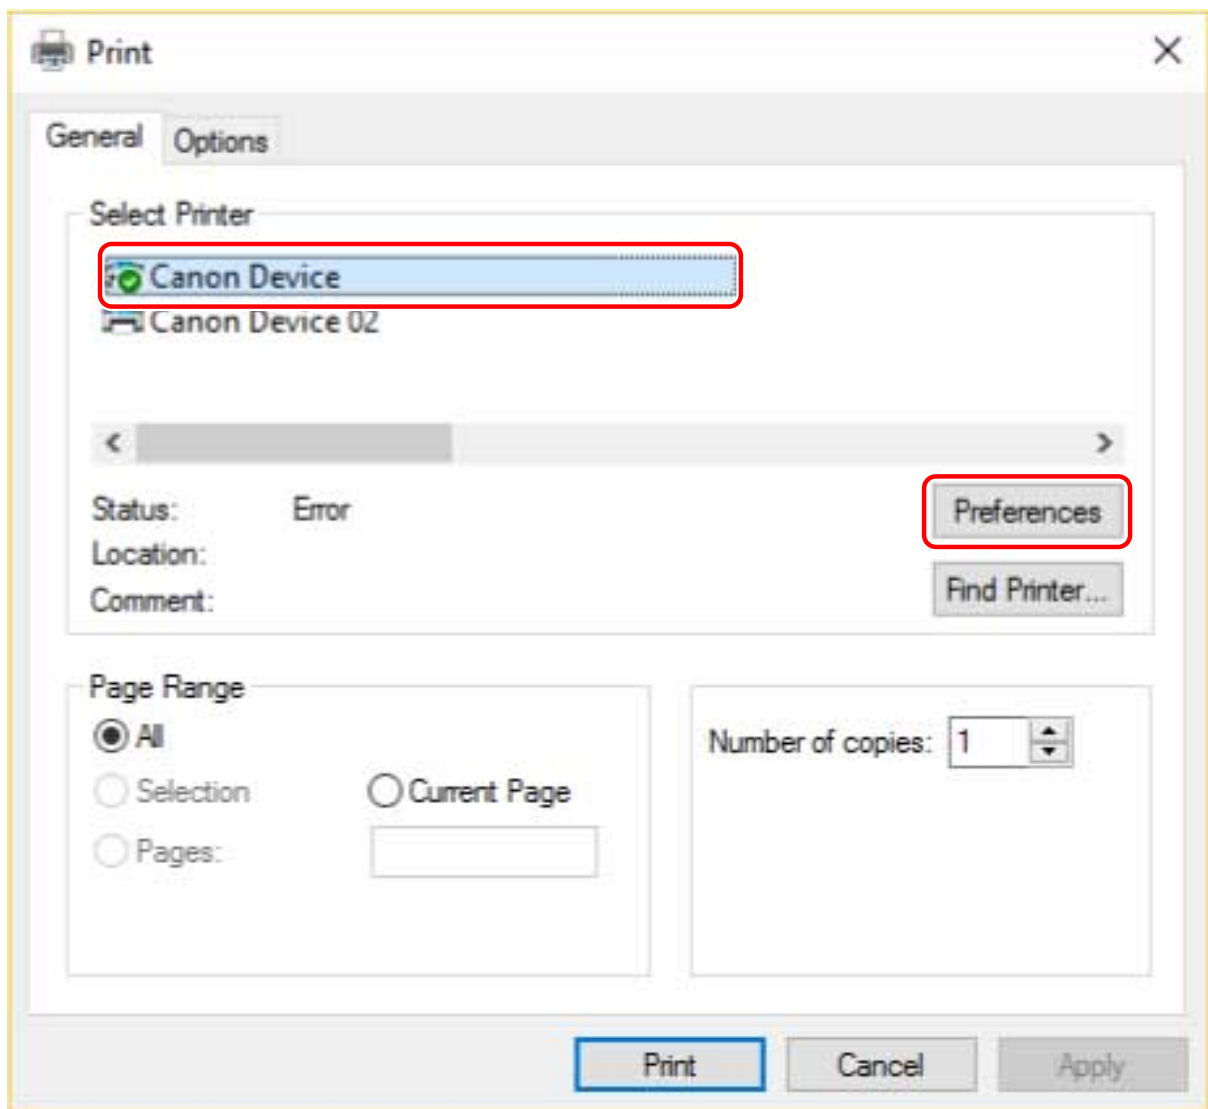 Print
General Options
Select Printer
Canon Device
Canon Device 02
Status: Error
Preferences
Location:
Comment:
Find Printer...
Page Range
All
Selection Current Page
Pages:
Number of copies: 1
Print Cancel Apply